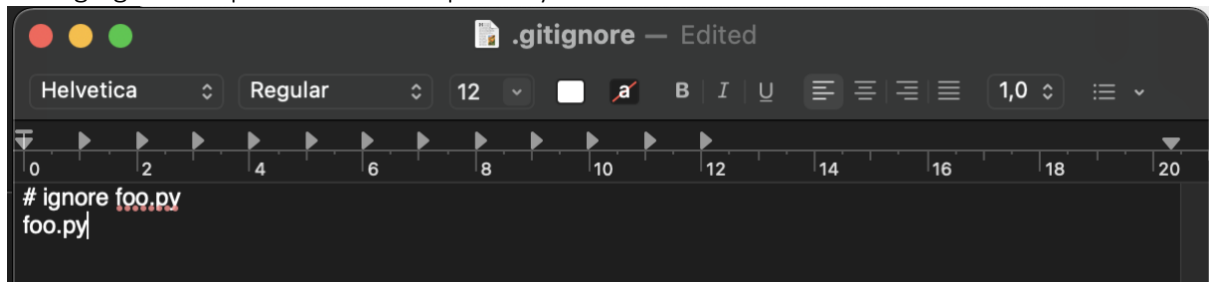 .gitignore — Edited
Helvetica Regular 12 a B I U 1,0
0 2 4 6 8 10 12 14 16 18 20
# ignore foo.py
foo.py